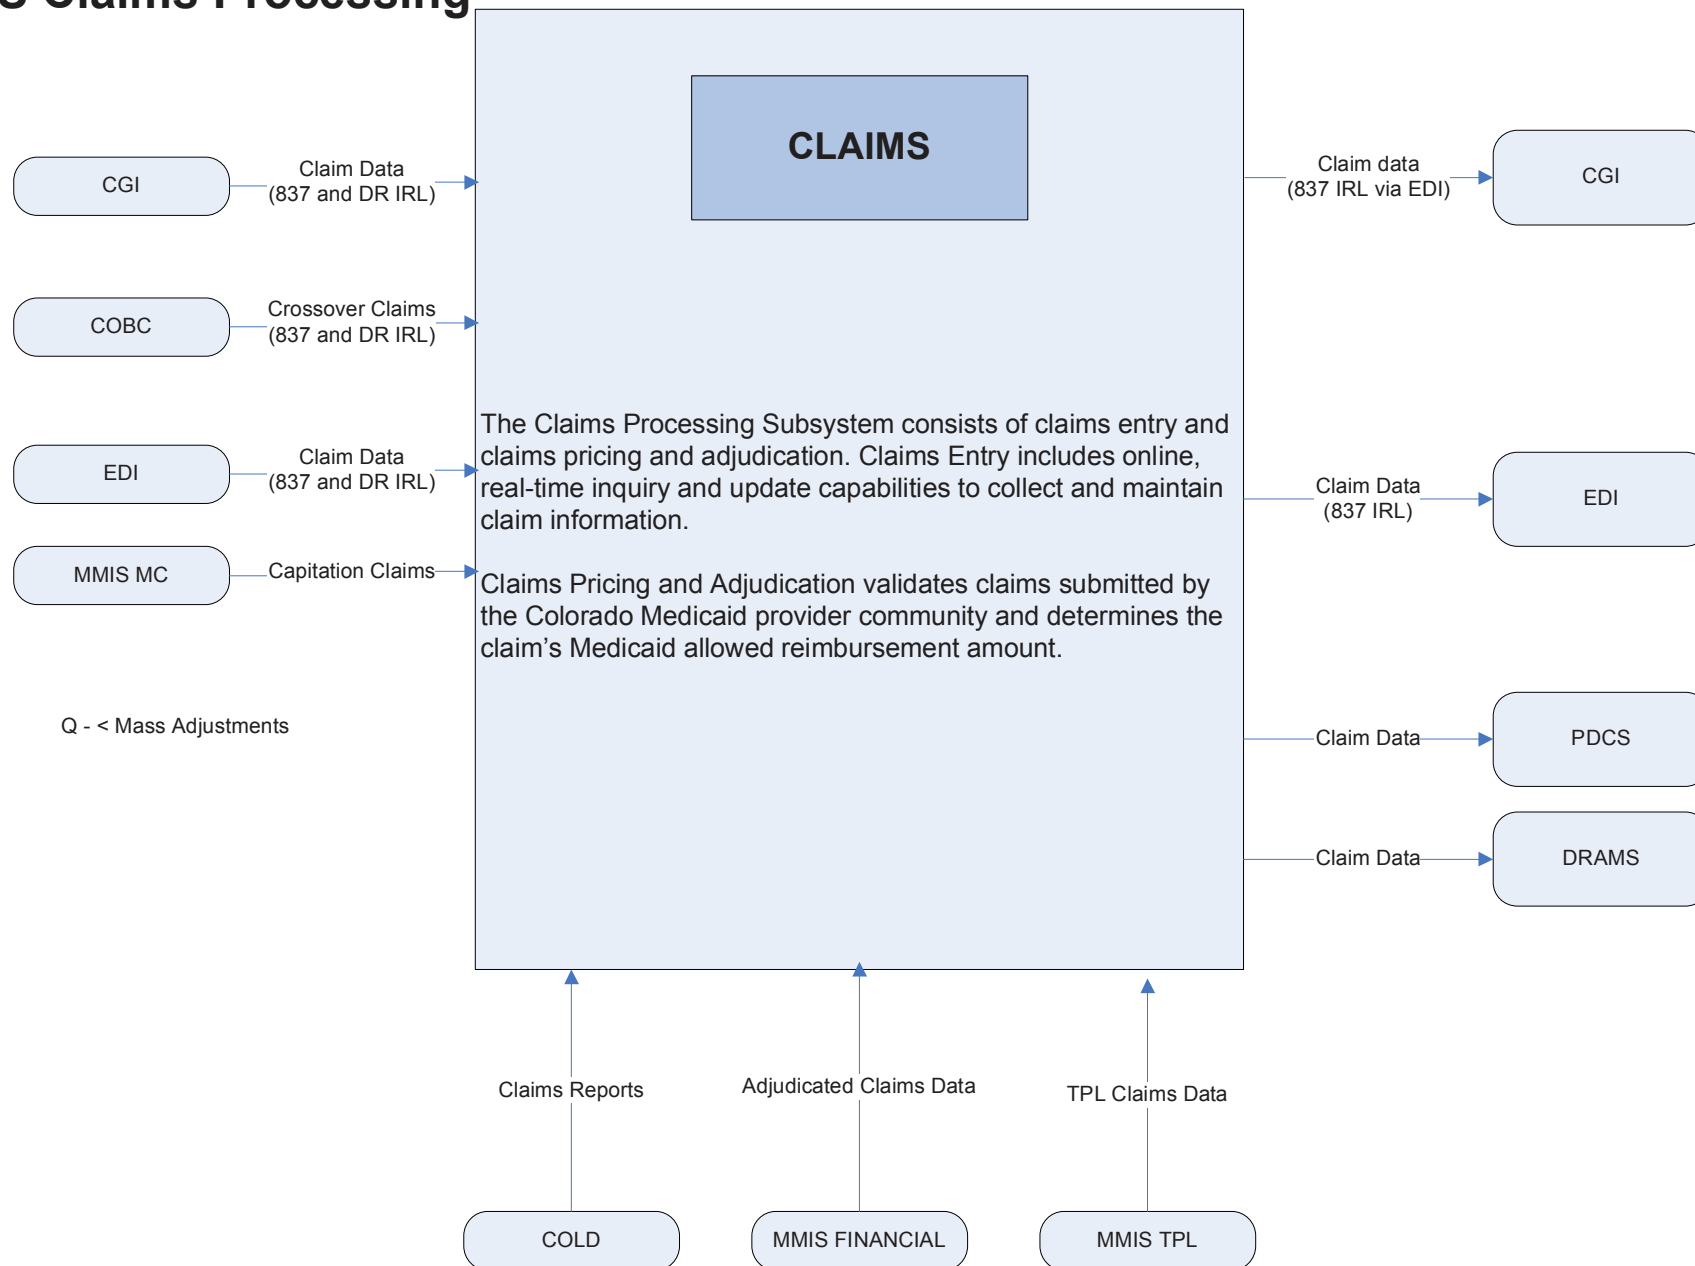 S Claims Processing
CLAIMS
CGI
Claim Data
(837 and DR IRL)
Claim data
(837 IRL via EDI)
CGI
COBC
Crossover Claims
(837 and DR IRL)
The Claims Processing Subsystem consists of claims entry and
claims pricing and adjudication. Claims Entry includes online,
real-time inquiry and update capabilities to collect and maintain
claim information.
Claims Pricing and Adjudication validates claims submitted by
the Colorado Medicaid provider community and determines the
claim’s Medicaid allowed reimbursement amount.
EDI
Claim Data
(837 and DR IRL)
Claim Data
(837 IRL)
EDI
MMIS MC
Capitation Claims
Q - < Mass Adjustments
Claim Data
PDCS
Claim Data
DRAMS
Claims Reports
Adjudicated Claims Data
TPL Claims Data
COLD
MMIS FINANCIAL
MMIS TPL